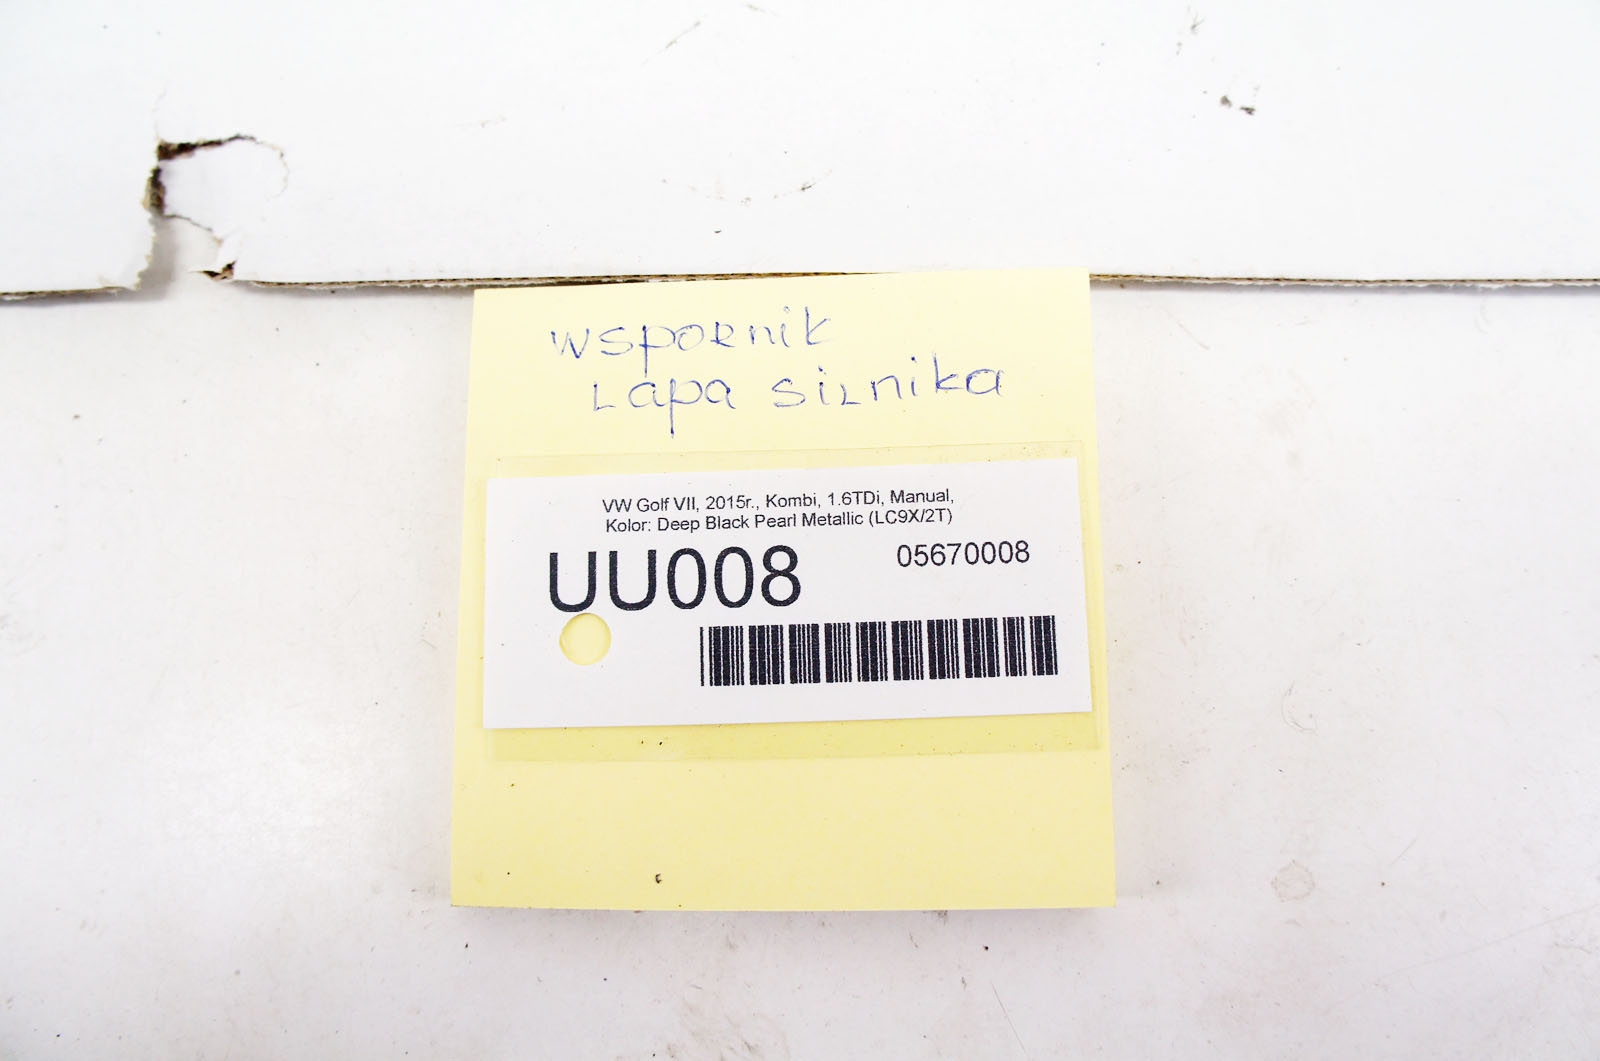 wspornik
Lapa silnika
VW Golf VII, 2015r., Kombi, 1.6TDi, Manual,
Kolor: Deep Black Pearl Metallic (LC9X/2T)
UU008
05670008